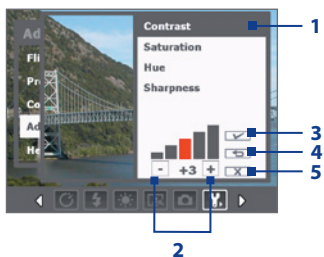 Contrast
1
Ad
Saturation
Fli
Hue
Pr
Sharpness
Co
Ad
He
3
4
- +3 +
X
5
2